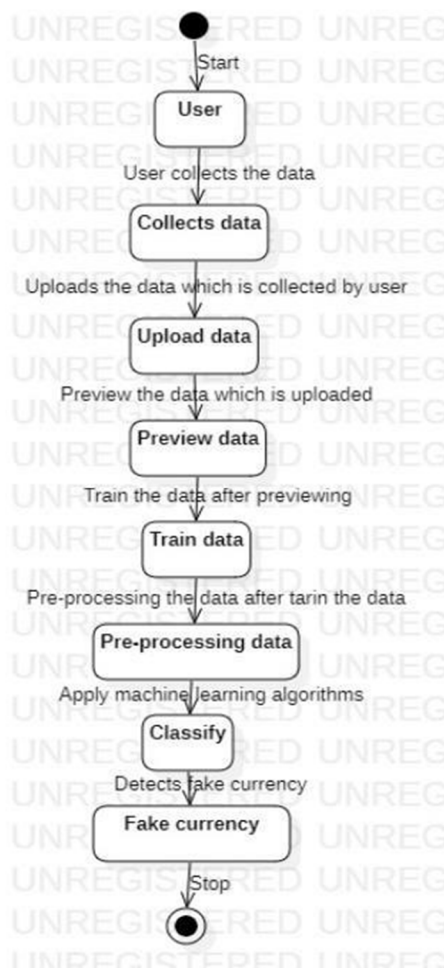 Start
User
User collects the data
Collects data
Uploads the data which is collected by user
Upload data
Preview the data which is uploaded
Preview data
Train the data after previewing
Train data
Pre-processing the data after tarin the data
Pre-processing data
Apply machine learning algorithms
Classify
Detects fake currency
Fake currency
Stop